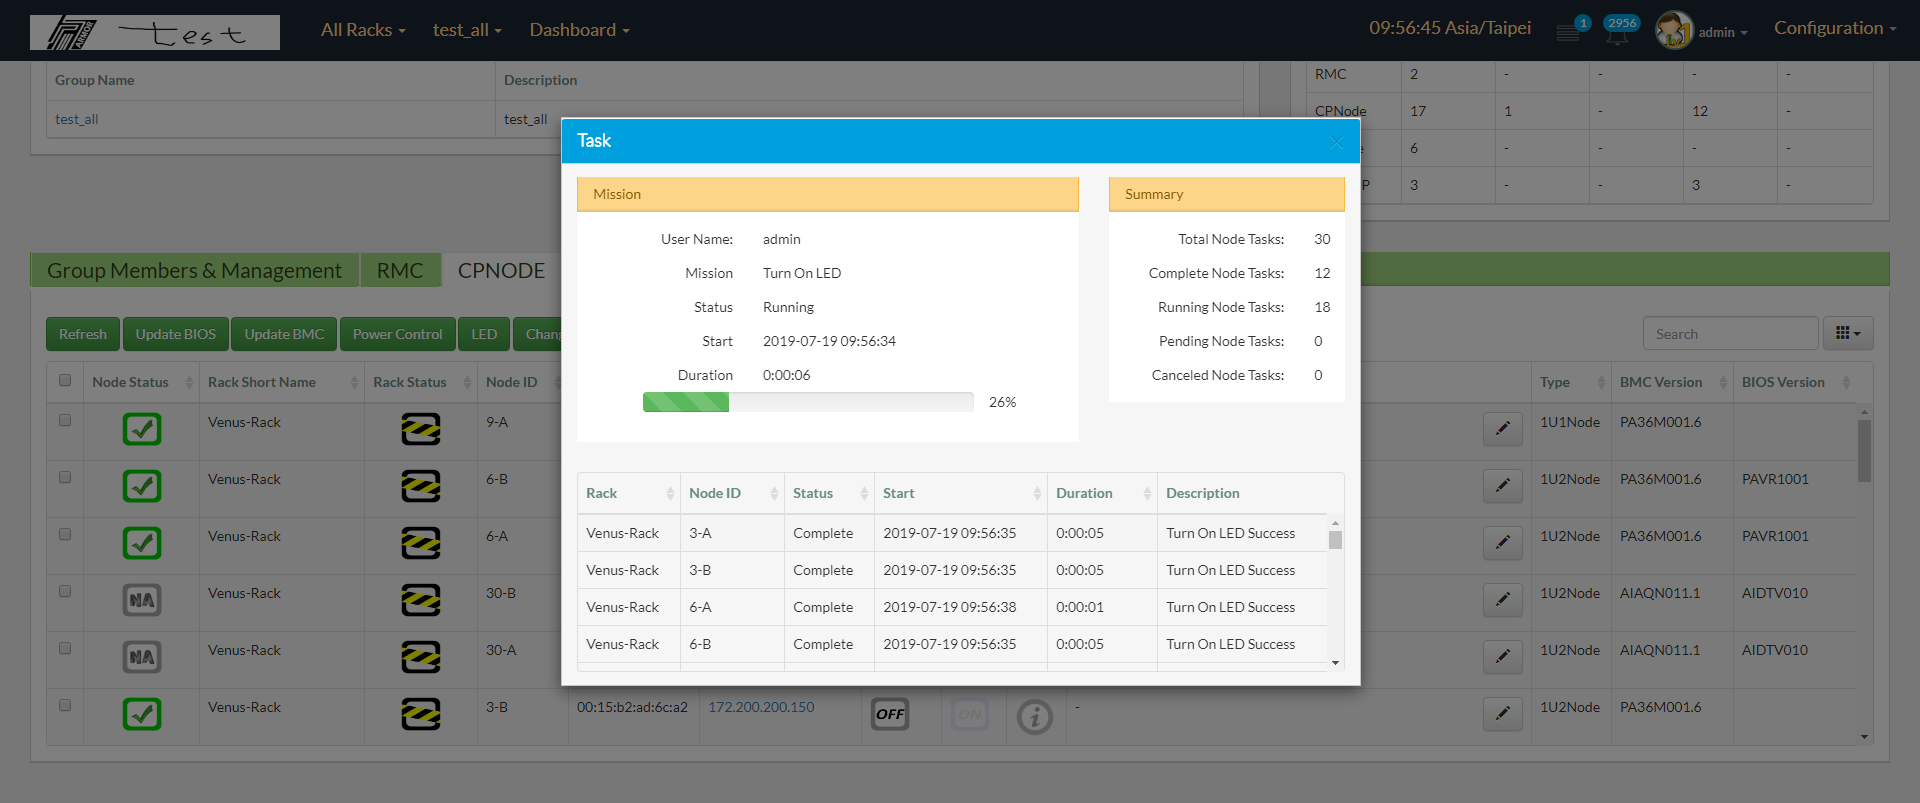 ARMOR test All Racks test_all Dashboard 09:56:45 Asia/Taipei 1 2956 admin Configuration
Group Name Description
test_all test_all
RMC 2 - - - -
CPNode 17 1 - 12 -
6 - - - -
3 - - 3 -
Group Members & Management RMC CPNODE
Refresh Update BIOS Update BMC Power Control LED Chang
Search
Node Status Rack Short Name Rack Status Node ID Type BMC Version BIOS Version
Venus-Rack 9-A 1U1Node PA36M001.6
Venus-Rack 6-B 1U2Node PA36M001.6 PAVR1001
Venus-Rack 6-A 1U2Node PA36M001.6 PAVR1001
NA Venus-Rack 30-B 1U2Node AIAQN011.1 AIDTV010
NA Venus-Rack 30-A 1U2Node AIAQN011.1 AIDTV010
Venus-Rack 3-B 00:15:b2:ad:6c:a2 172.200.200.150 OFF ON i - 1U2Node PA36M001.6
Task
Mission
User Name: admin
Mission Turn On LED
Status Running
Start 2019-07-19 09:56:34
Duration 0:00:06
26%
Summary
Total Node Tasks: 30
Complete Node Tasks: 12
Running Node Tasks: 18
Pending Node Tasks: 0
Canceled Node Tasks: 0
Rack Node ID Status Start Duration Description
Venus-Rack 3-A Complete 2019-07-19 09:56:35 0:00:05 Turn On LED Success
Venus-Rack 3-B Complete 2019-07-19 09:56:35 0:00:05 Turn On LED Success
Venus-Rack 6-A Complete 2019-07-19 09:56:38 0:00:01 Turn On LED Success
Venus-Rack 6-B Complete 2019-07-19 09:56:35 0:00:05 Turn On LED Success